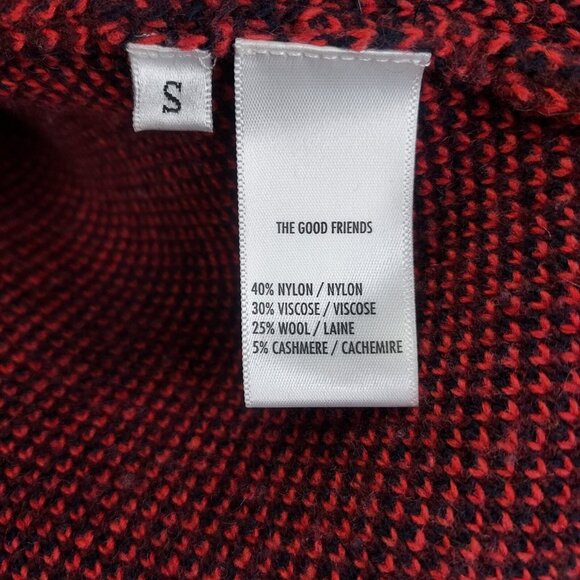 S
THE GOOD FRIENDS
40% NYLON / NYLON
30% VISCOSE / VISCOSE
25% WOOL / LAINE
5% CASHMERE / CACHEMIRE